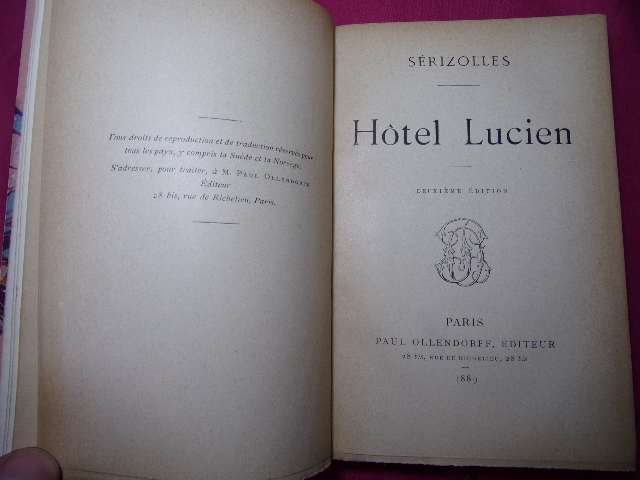 Tous droits de reproduction et de traduction réservés pour
tous les pays, y compris la Suède et la Norvège.
S'adresser, pour traiter, à M. PAUL OLLENDORFF
Éditeur
28 bis, rue de Richelieu, Paris.
SÉRIZOLLES
Hôtel Lucien
DEUXIÈME ÉDITION
PARIS
PAUL OLLENDORFF, ÉDITEUR
28 bis, RUE DE RICHELIEU, 28 bis
1889